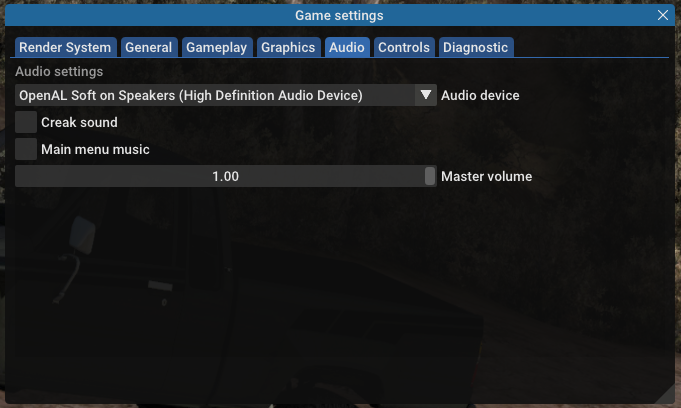 Game settings
Render System General Gameplay Graphics Audio Controls Diagnostic
Audio settings
OpenAL Soft on Speakers (High Definition Audio Device) Audio device
Creak sound
Main menu music
1.00 Master volume